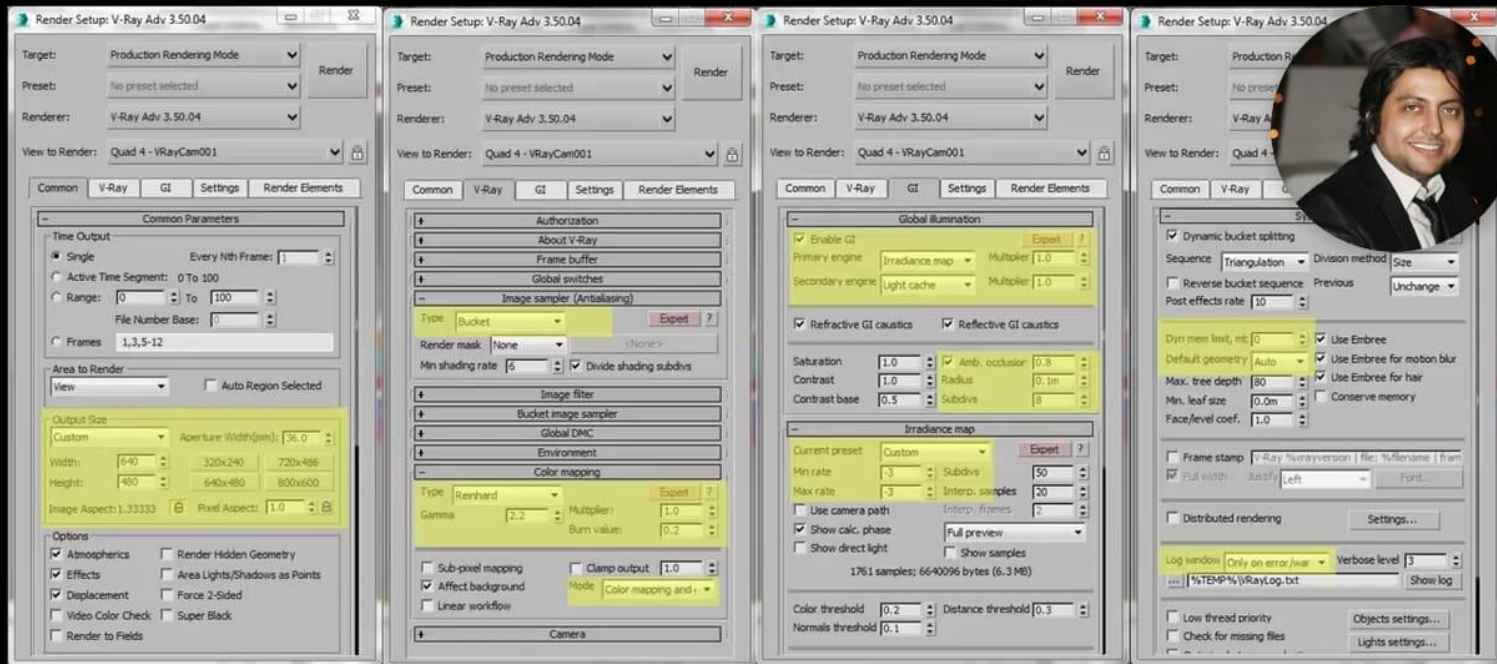 Render Setup: V-Ray Adv 3.50.04
Target: Production Rendering Mode
Render
Preset: No preset selected
Renderer: V-Ray Adv 3.50.04
View to Render: Quad 4 - VRayCam001
Common V-Ray GI Settings Render Elements
Common Parameters
Time Output
Single Every Nth Frame: 1
Active Time Segment: 0 To 100
Range: 0 To 100
File Number Base: 0
Frames 1,3,5-12
Area to Render
View Auto Region Selected
Output Size
Custom Aperture Width(mm): 36.0
Width: 640 320x240 720x486
Height: 480 640x480 800x600
Image Aspect: 1.33333 Pixel Aspect: 1.0
Options
Atmospherics Render Hidden Geometry
Effects Area Lights/Shadows as Points
Displacement Force 2-Sided
Video Color Check Super Black
Render to Fields
Render Setup: V-Ray Adv 3.50.04
Target: Production Rendering Mode
Render
Preset: No preset selected
Renderer: V-Ray Adv 3.50.04
View to Render: Quad 4 - VRayCam001
Common V-Ray GI Settings Render Elements
Authorization
About V-Ray
Frame buffer
Global switches
Image sampler (Antialiasing)
Type Bucket Expert ?
Render mask None <None>
Min shading rate 6 Divide shading subdivs
Image filter
Bucket image sampler
Global DMC
Environment
Color mapping
Type Reinhard Expert ?
Gamma 2.2 Multiplier: 1.0
Burn value: 0.2
Sub-pixel mapping Clamp output 1.0
Affect background Mode Color mapping and
Linear workflow
Camera
Render Setup: V-Ray Adv 3.50.04
Target: Production Rendering Mode
Render
Preset: No preset selected
Renderer: V-Ray Adv 3.50.04
View to Render: Quad 4 - VRayCam001
Common V-Ray GI Settings Render Elements
Global illumination
Enable GI Expert ?
Primary engine Irradiance map Multiplier 1.0
Secondary engine Light cache Multiplier 1.0
Refractive GI caustics Reflective GI caustics
Saturation 1.0 Amb. occlusion 0.8
Contrast 1.0 Radius 0.1m
Contrast base 0.5 Subdivs 8
Irradiance map
Current preset Custom Expert ?
Min rate -3 Subdivs 50
Max rate -3 Interp. samples 20
Use camera path Interp. frames 2
Show calc. phase Full preview
Show direct light Show samples
1761 samples; 6640096 bytes (6.3 MB)
Color threshold 0.2 Distance threshold 0.3
Normals threshold 0.1
Render Setup: V-Ray Adv 3.50.04
Target: Production R
Preset: No prese
Renderer: V-Ray A
View to Render: Quad 4
Common V-Ray
Sy
Dynamic bucket splitting
Sequence Triangulation Division method Size
Reverse bucket sequence Previous Unchange
Post effects rate 10
Dyn mem limit, mb: 0 Use Embree
Default geometry Auto Use Embree for motion blur
Max. tree depth 80 Use Embree for hair
Min. leaf size 0.0m Conserve memory
Face/level coef. 1.0
Frame stamp V-Ray %vrayversion | file: %filename | fram
Full width Justify Left Font...
Distributed rendering Settings...
Log window Only on error/war Verbose level 3
... %TEMP%\VRayLog.txt Show log
Low thread priority Objects settings...
Check for missing files Lights settings...